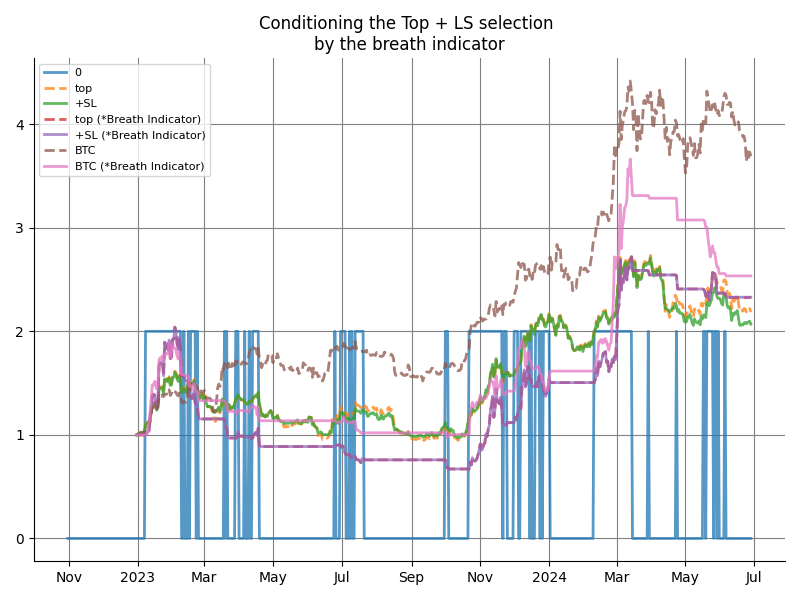 Conditioning the Top + LS selection
by the breath indicator
0
top
+SL
top (*Breath Indicator)
+SL (*Breath Indicator)
BTC
BTC (*Breath Indicator)
4
3
2
1
0
Nov
2023
Mar
May
Jul
Sep
Nov
2024
Mar
May
Jul